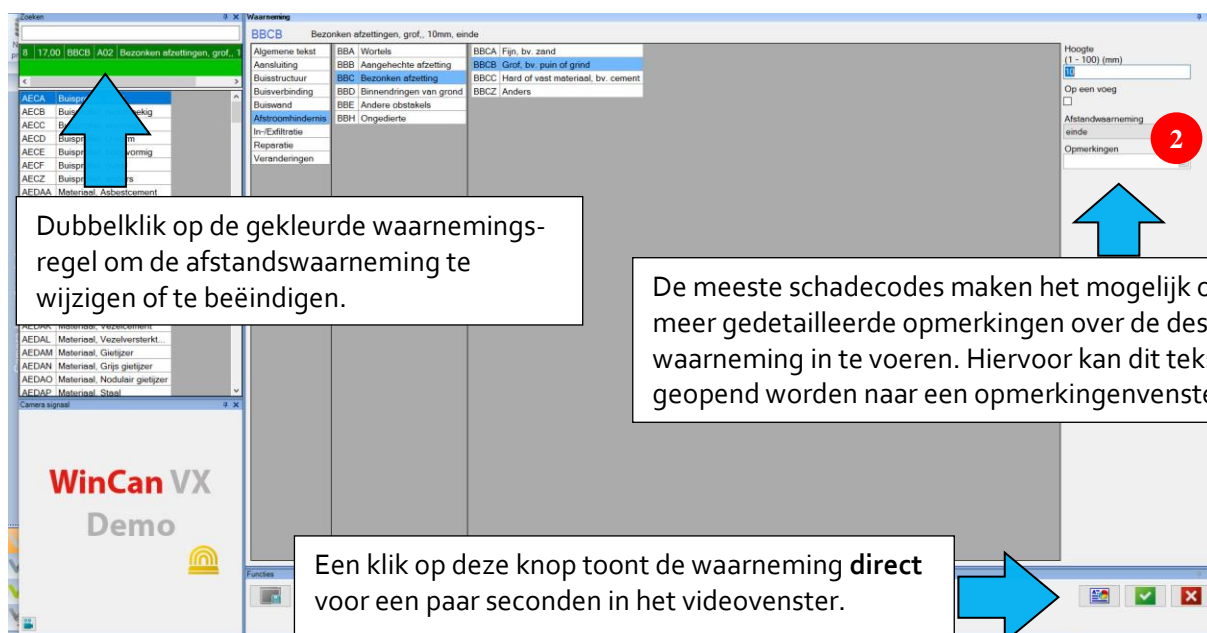 Zoeken
Waarneming
BBCB Bezonken afzettingen, grof,, 10mm, einde
8 17,00 BBCB A02 Bezonken afzettingen, grof,, 1
Algemene tekst
Aansluiting
Buisstructuur
Buisverbinding
Buiswand
Afstroomhindernis
In-/Exfiltratie
Reparatie
Veranderingen
BBA Wortels
BBB Aangehechte afzetting
BBC Bezonken afzetting
BBD Binnendringen van grond
BBE Andere obstakels
BBH Ongedierte
BBCA Fijn, bv. zand
BBCB Grof, bv. puin of grind
BBCC Hard of vast materiaal, bv. cement
BBCZ Anders
Hoogte
(1 - 100) (mm)
10
Op een voeg
Afstandwaarneming
einde
Opmerkingen
2
AECA
AECB
AECC
AECD
AECE
AECF
AECZ
AEDAA Materiaal, Asbestcement
Dubbelklik op de gekleurde waarnemings-
regel om de afstandswaarneming te
wijzigen of te beëindigen.
De meeste schadecodes maken het mogelijk
meer gedetailleerde opmerkingen over de
waarneming in te voeren. Hiervoor kan dit
geopend worden naar een
AEDAK Materiaal, Vezelcement
AEDAL Materiaal, Vezelversterkt...
AEDAM Materiaal, Gietijzer
AEDAN Materiaal, Grijs gietijzer
AEDAO Materiaal, Nodulair gietijzer
AEDAP Materiaal, Staal
Camera signaal
WinCan VX
Demo
Functies
Een klik op deze knop toont de waarneming direct
voor een paar seconden in het videovenster.